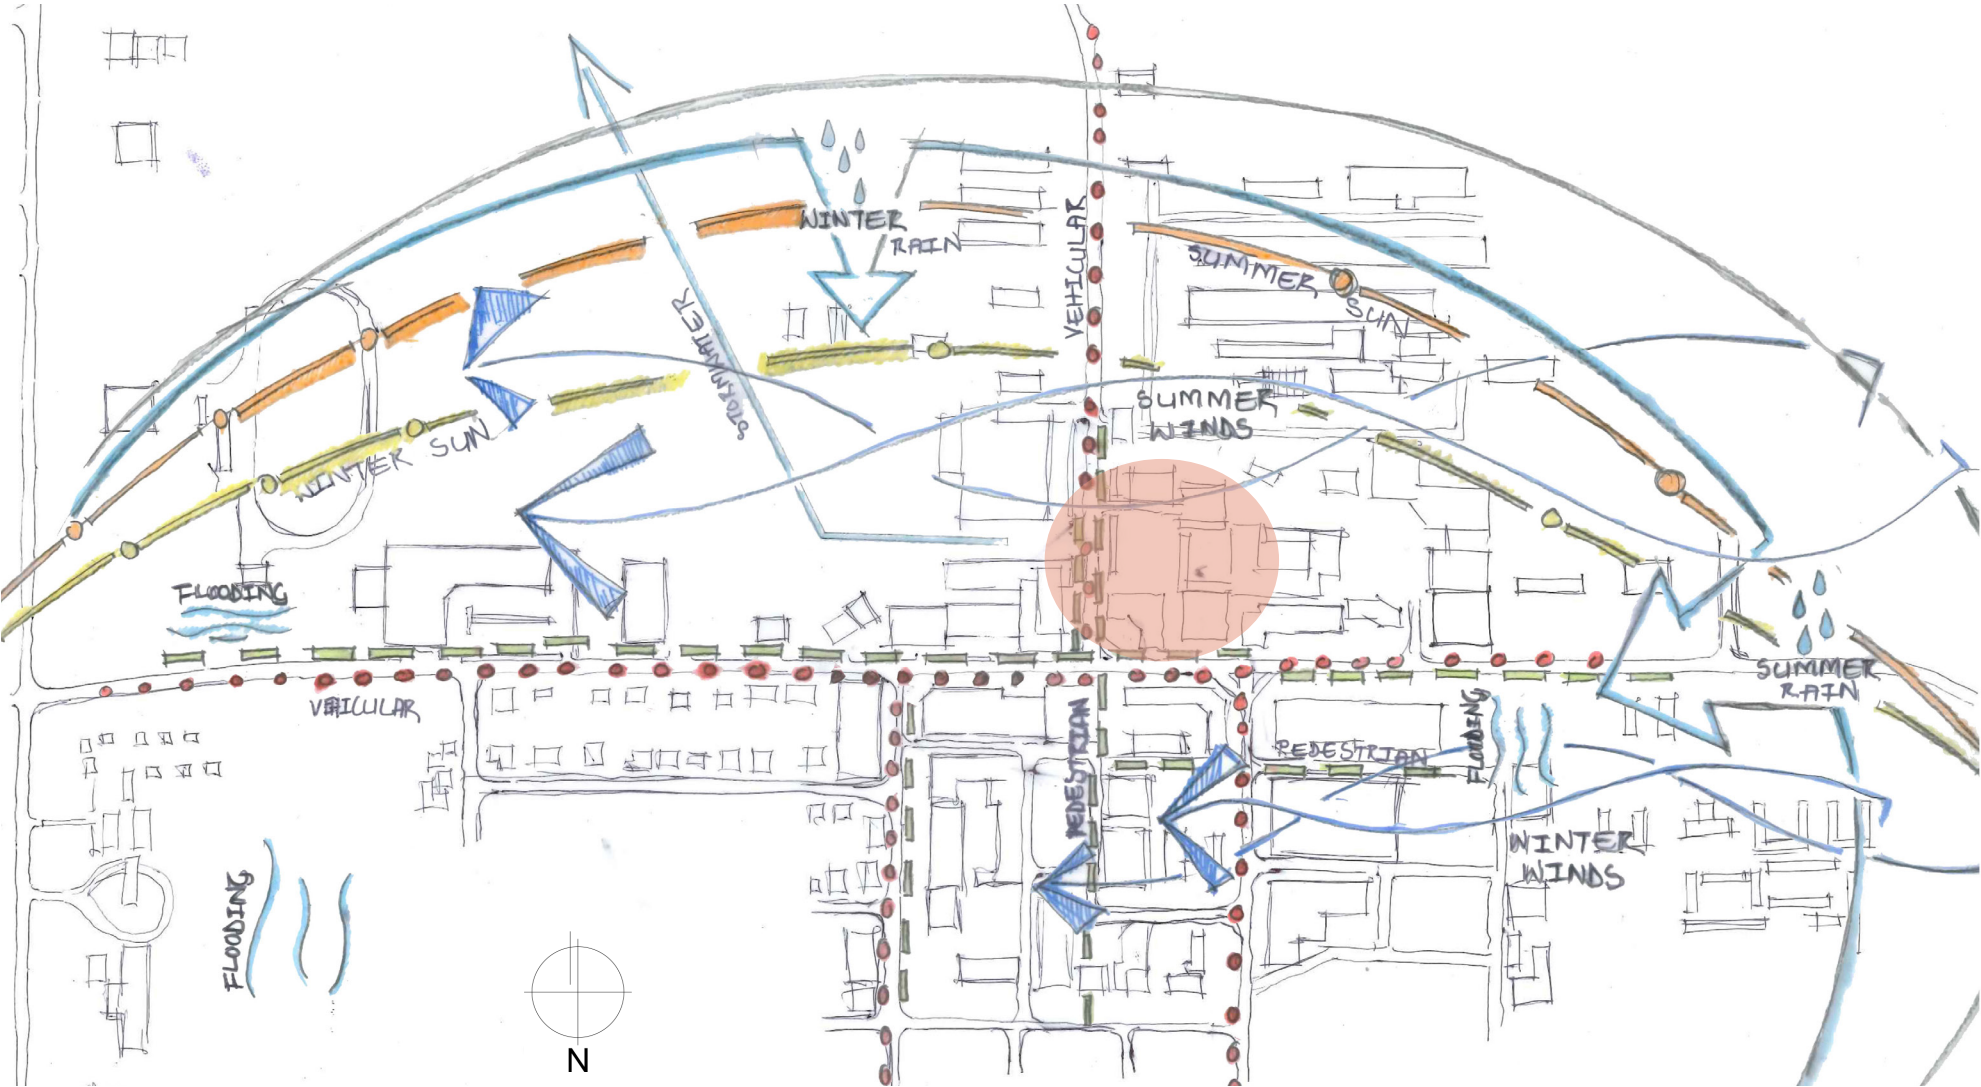 WINTER
RAIN
VEHICULAR
SUMMER
SUN
STORMWATER
SUMMER
WINDS
WINTER SUN
FLOODING
SUMMER
RAIN
VEHICULAR
PEDESTRIAN
PEDESTRIAN
FLOODING
WINTER
WINDS
FLOODING
N